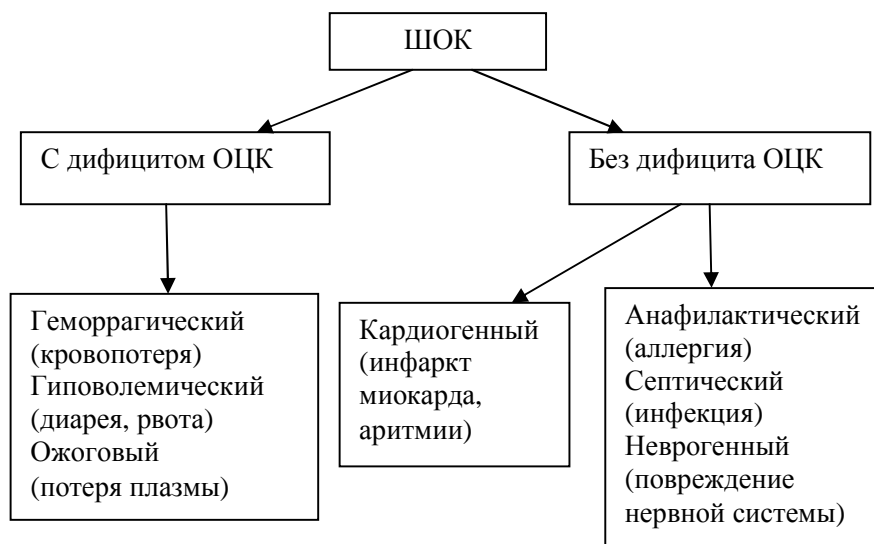 ШОК
С дифицитом ОЦК
Без дифицита ОЦК
Геморрагический
(кровопотеря)
Гиповолемический
(диарея, рвота)
Ожоговый
(потеря плазмы)
Кардиогенный
(инфаркт
миокарда,
аритмии)
Анафилактический
(аллергия)
Септический
(инфекция)
Неврогенный
(повреждение
нервной системы)